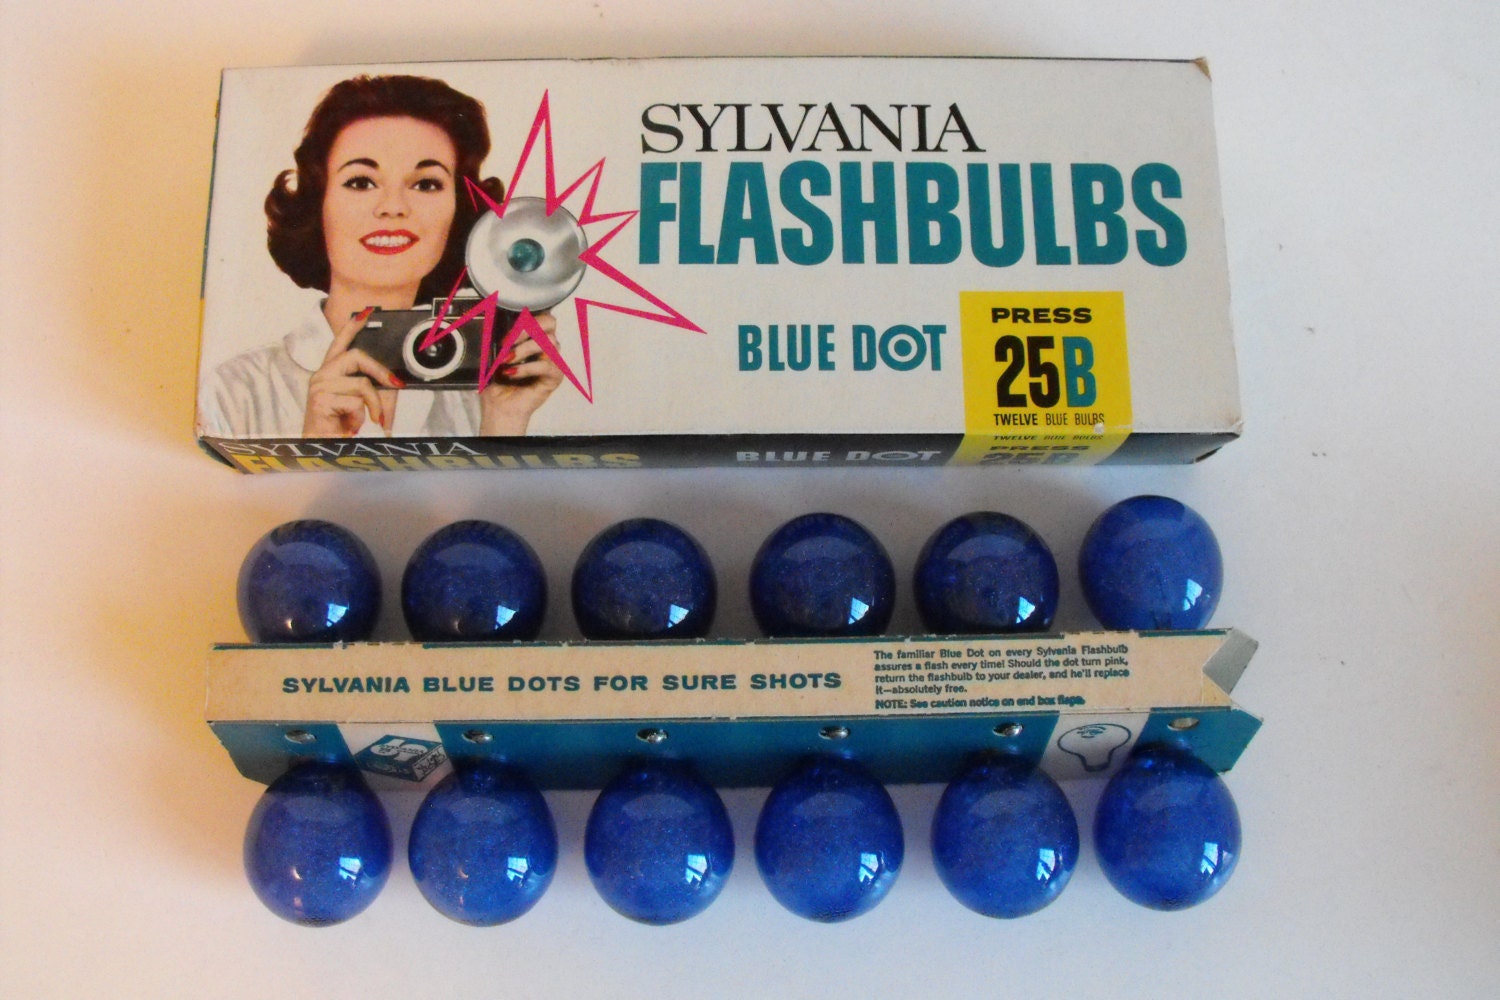 SYLVANIA
FLASHBULBS
BLUE DOT
PRESS
25B
TWELVE BLUE BULBS
TWELVE BLUE BULBS
SYLVANIA
FLASHBULBS
BLUE DOT
PRESS
25B
SYLVANIA BLUE DOTS FOR SURE SHOTS
The familiar Blue Dot on every Sylvania Flashbulb
assures a flash every time! Should the dot turn pink,
return the flashbulb to your dealer, and he'll replace
it—absolutely free.
NOTE: See caution notice on end box flaps.